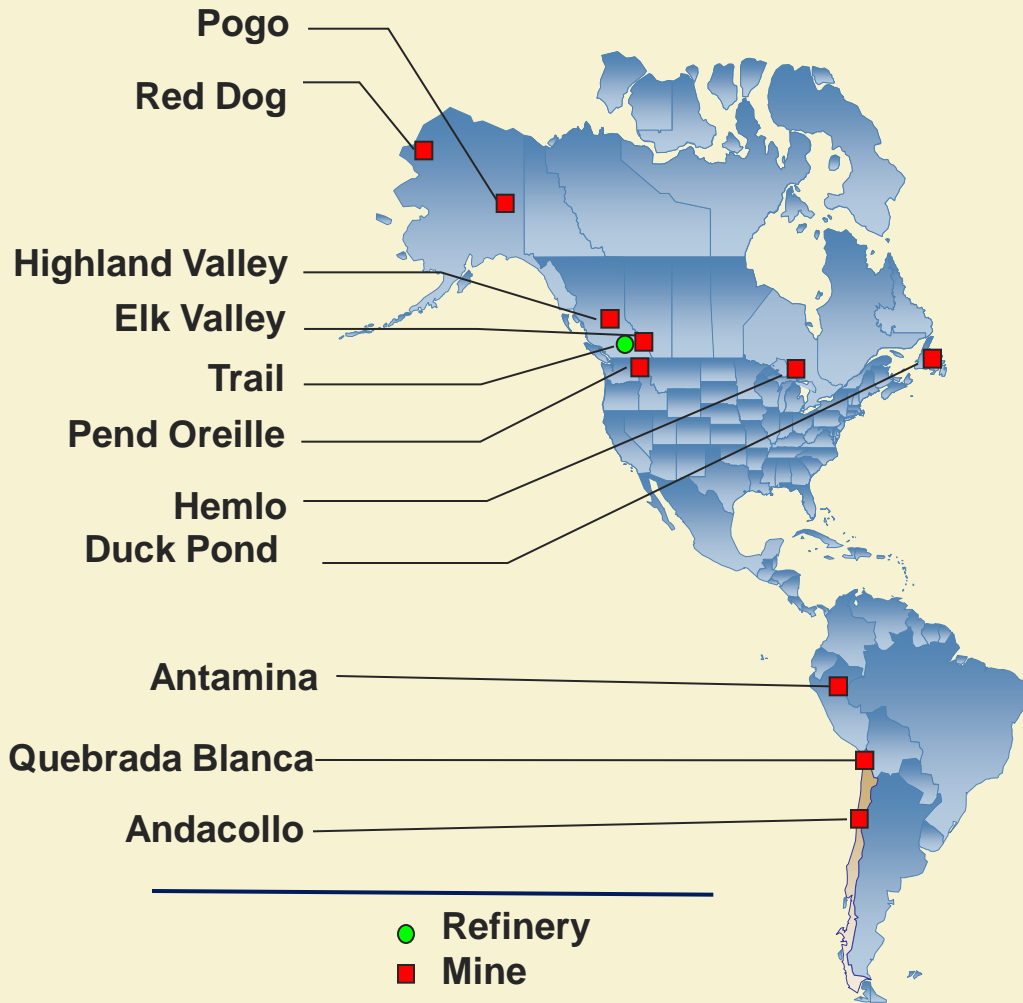 Pogo
Red Dog
Highland Valley
Elk Valley
Trail
Pend Oreille
Hemlo
Duck Pond
Antamina
Quebrada Blanca
Andacollo
Refinery
Mine